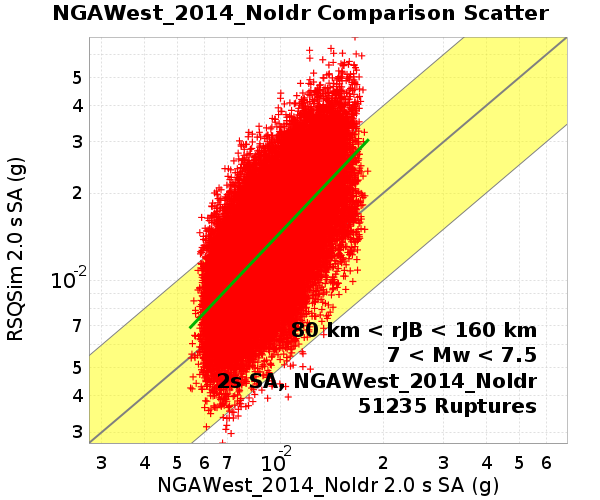 NGAWest_2014_NoIdr Comparison Scatter
RSQSim 2.0 s SA (g)
5
4
3
2
10-2
7
5
4
3
80 km < rJB < 160 km
7 < Mw < 7.5
2s SA, NGAWest_2014_NoIdr
51235 Ruptures
3 4 5 6 7 10-2 2 3 4 5 6
NGAWest_2014_NoIdr 2.0 s SA (g)